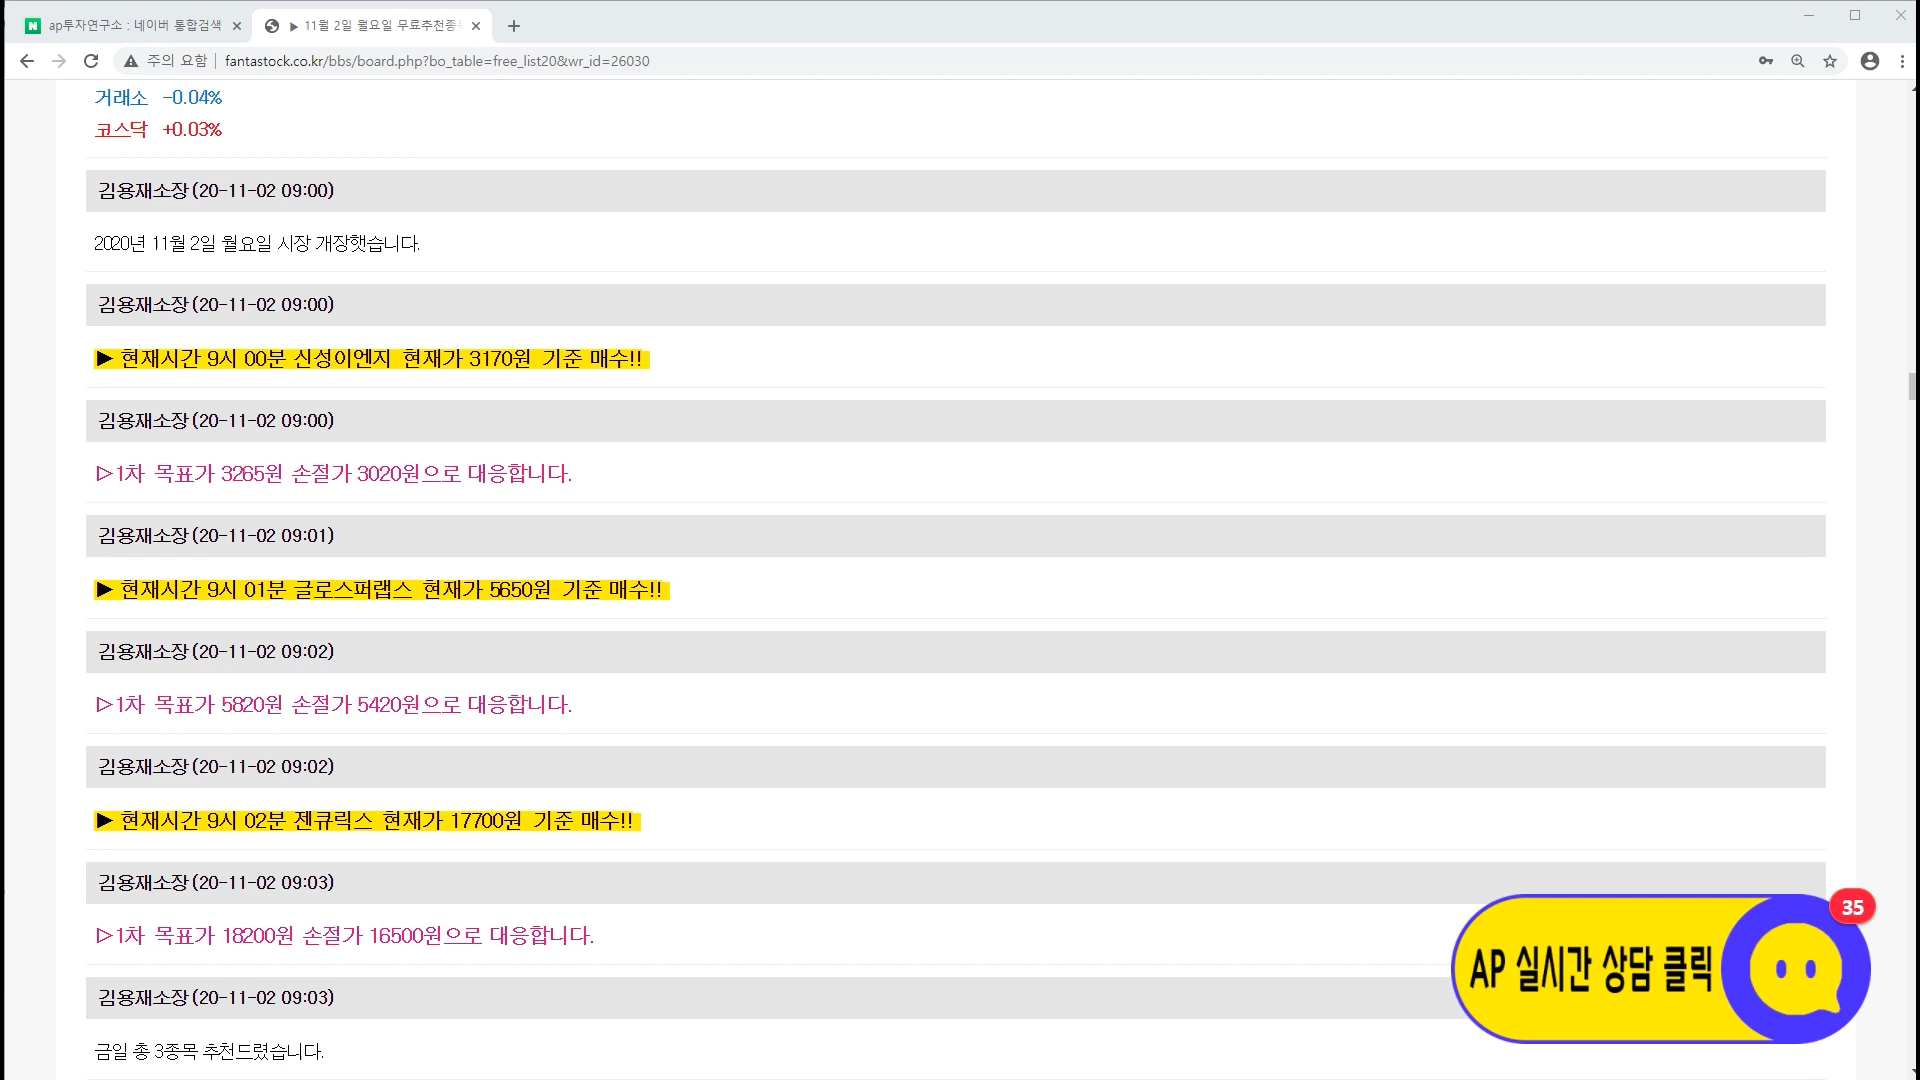 ap투자연구소 : 네이버 통합검색
▶ 11월 2일 월요일 무료추천종
주의 요함
fantastock.co.kr/bbs/board.php?bo_table=free_list20&wr_id=26030
거래소 -0.04%
코스닥 +0.03%
김용재소장 (20-11-02 09:00)
2020년 11월 2일 월요일 시장 개장햇습니다.
김용재소장 (20-11-02 09:00)
▶ 현재시간 9시 00분 신성이엔지 현재가 3170원 기준 매수!!
김용재소장 (20-11-02 09:00)
▷1차 목표가 3265원 손절가 3020원으로 대응합니다.
김용재소장 (20-11-02 09:01)
▶ 현재시간 9시 01분 글로스퍼랩스 현재가 5650원 기준 매수!!
김용재소장 (20-11-02 09:02)
▷1차 목표가 5820원 손절가 5420원으로 대응합니다.
김용재소장 (20-11-02 09:02)
▶ 현재시간 9시 02분 젠큐릭스 현재가 17700원 기준 매수!!
김용재소장 (20-11-02 09:03)
▷1차 목표가 18200원 손절가 16500원으로 대응합니다.
김용재소장 (20-11-02 09:03)
금일 총 3종목 추천드렸습니다.
35
AP 실시간 상담 클릭